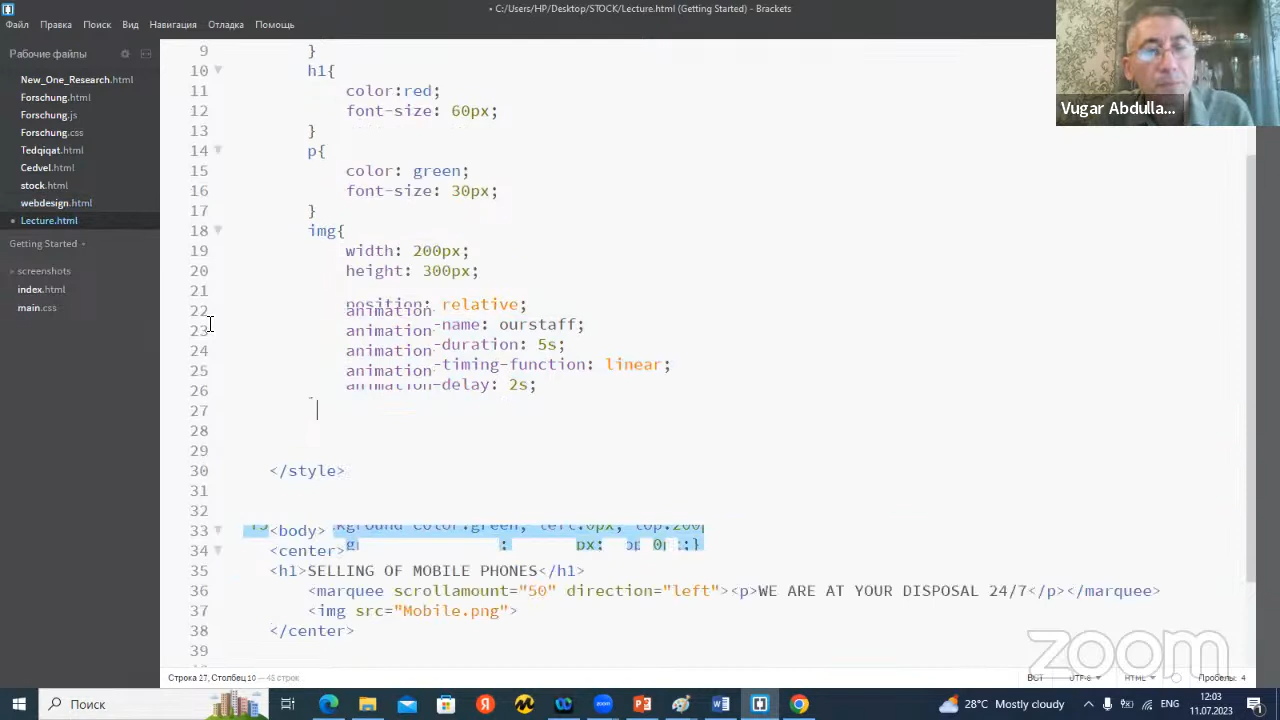 • C:/Users/HP/Desktop/STOCK/Lecture.html (Getting Started) - Brackets
Файл Правка Поиск Вид Навигация Отладка Помощь
Рабочие файлы
New_One_Research.html
Forschung.html
Forschung.js
Forschung.css
Tedqiqat.html
Cedvel.html
stock.html
webdesign.html
• Lecture.html
Getting Started
screenshots
index.html
main.css
9 }
10 h1{
11 color:red;
12 font-size: 60px;
13 }
14 p{
15 color: green;
16 font-size: 30px;
17 }
18 img{
19 width: 200px;
20 height: 300px;
21
22 position: relative;
animation
23 animation-name: ourstaff;
24 animation-duration: 5s;
25 animation-timing-function: linear;
26 animation-delay: 2s;
27
28
29
30 </style>
31
32
33 <body>
34 <center>
35 <h1>SELLING OF MOBILE PHONES</h1>
36 <marquee scrollamount="50" direction="left"><p>WE ARE AT YOUR DISPOSAL 24/7</p></marquee>
37 <img src="Mobile.png">
38 </center>
39
Строка 27, Столбец 10 — 45 строк
ВСТ UTF-8 HTML Пробелы: 4
Vugar Abdulla...
zoom
Поиск
zoom
28°C Mostly cloudy
ENG
12:03
11.07.2023